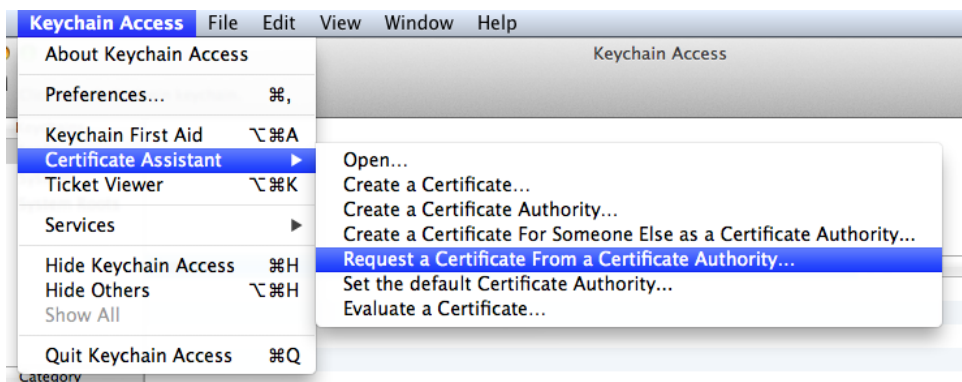 Keychain Access File Edit View Window Help
Keychain Access
About Keychain Access
Preferences... ⌘,
Keychain First Aid ⌥⌘A
Certificate Assistant ▶
Ticket Viewer ⌥⌘K
Services ▶
Hide Keychain Access ⌘H
Hide Others ⌥⌘H
Show All
Quit Keychain Access ⌘Q
Open...
Create a Certificate...
Create a Certificate Authority...
Create a Certificate For Someone Else as a Certificate Authority...
Request a Certificate From a Certificate Authority...
Set the default Certificate Authority...
Evaluate a Certificate...
Category